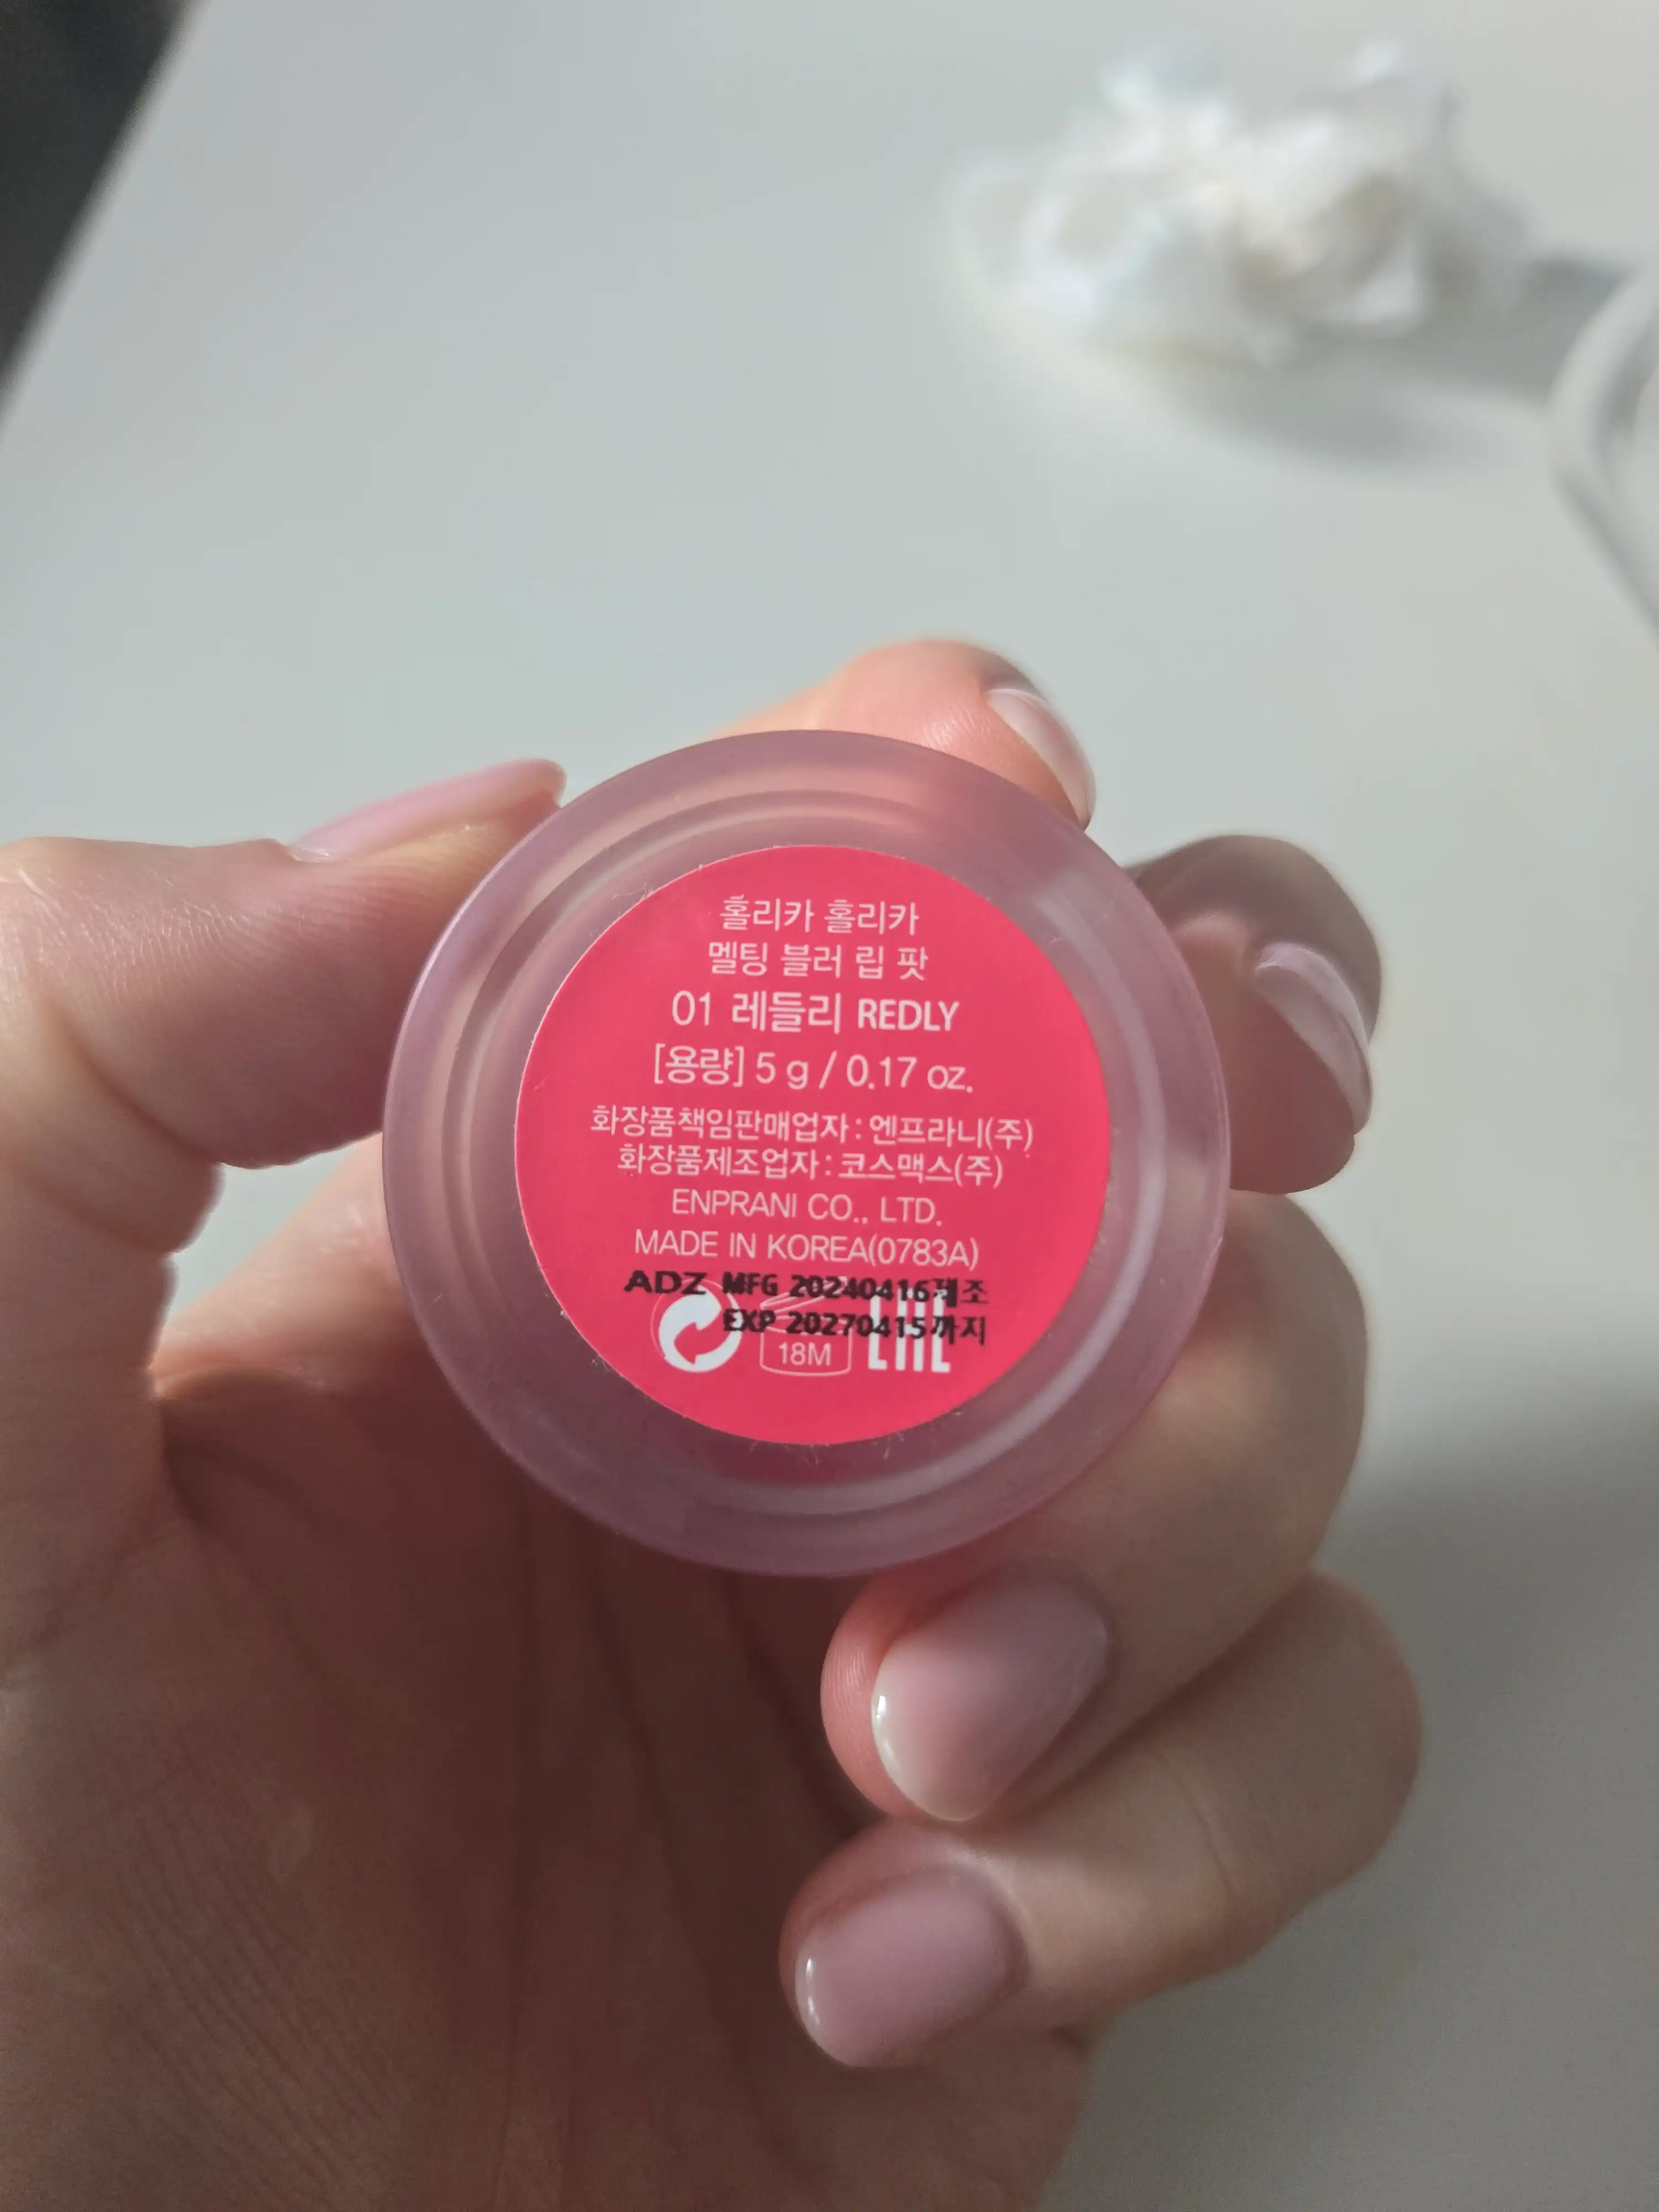 홀리카 홀리카
멜팅 블러 립 팟
01 레들리 REDLY
[용량] 5 g / 0.17 oz.
화장품책임판매업자 : 엔프라니(주)
화장품제조업자 : 코스맥스(주)
ENPRANI CO., LTD.
MADE IN KOREA(0783A)
ADZ MFG 20240416제조
EXP 20270415까지
18M EAC